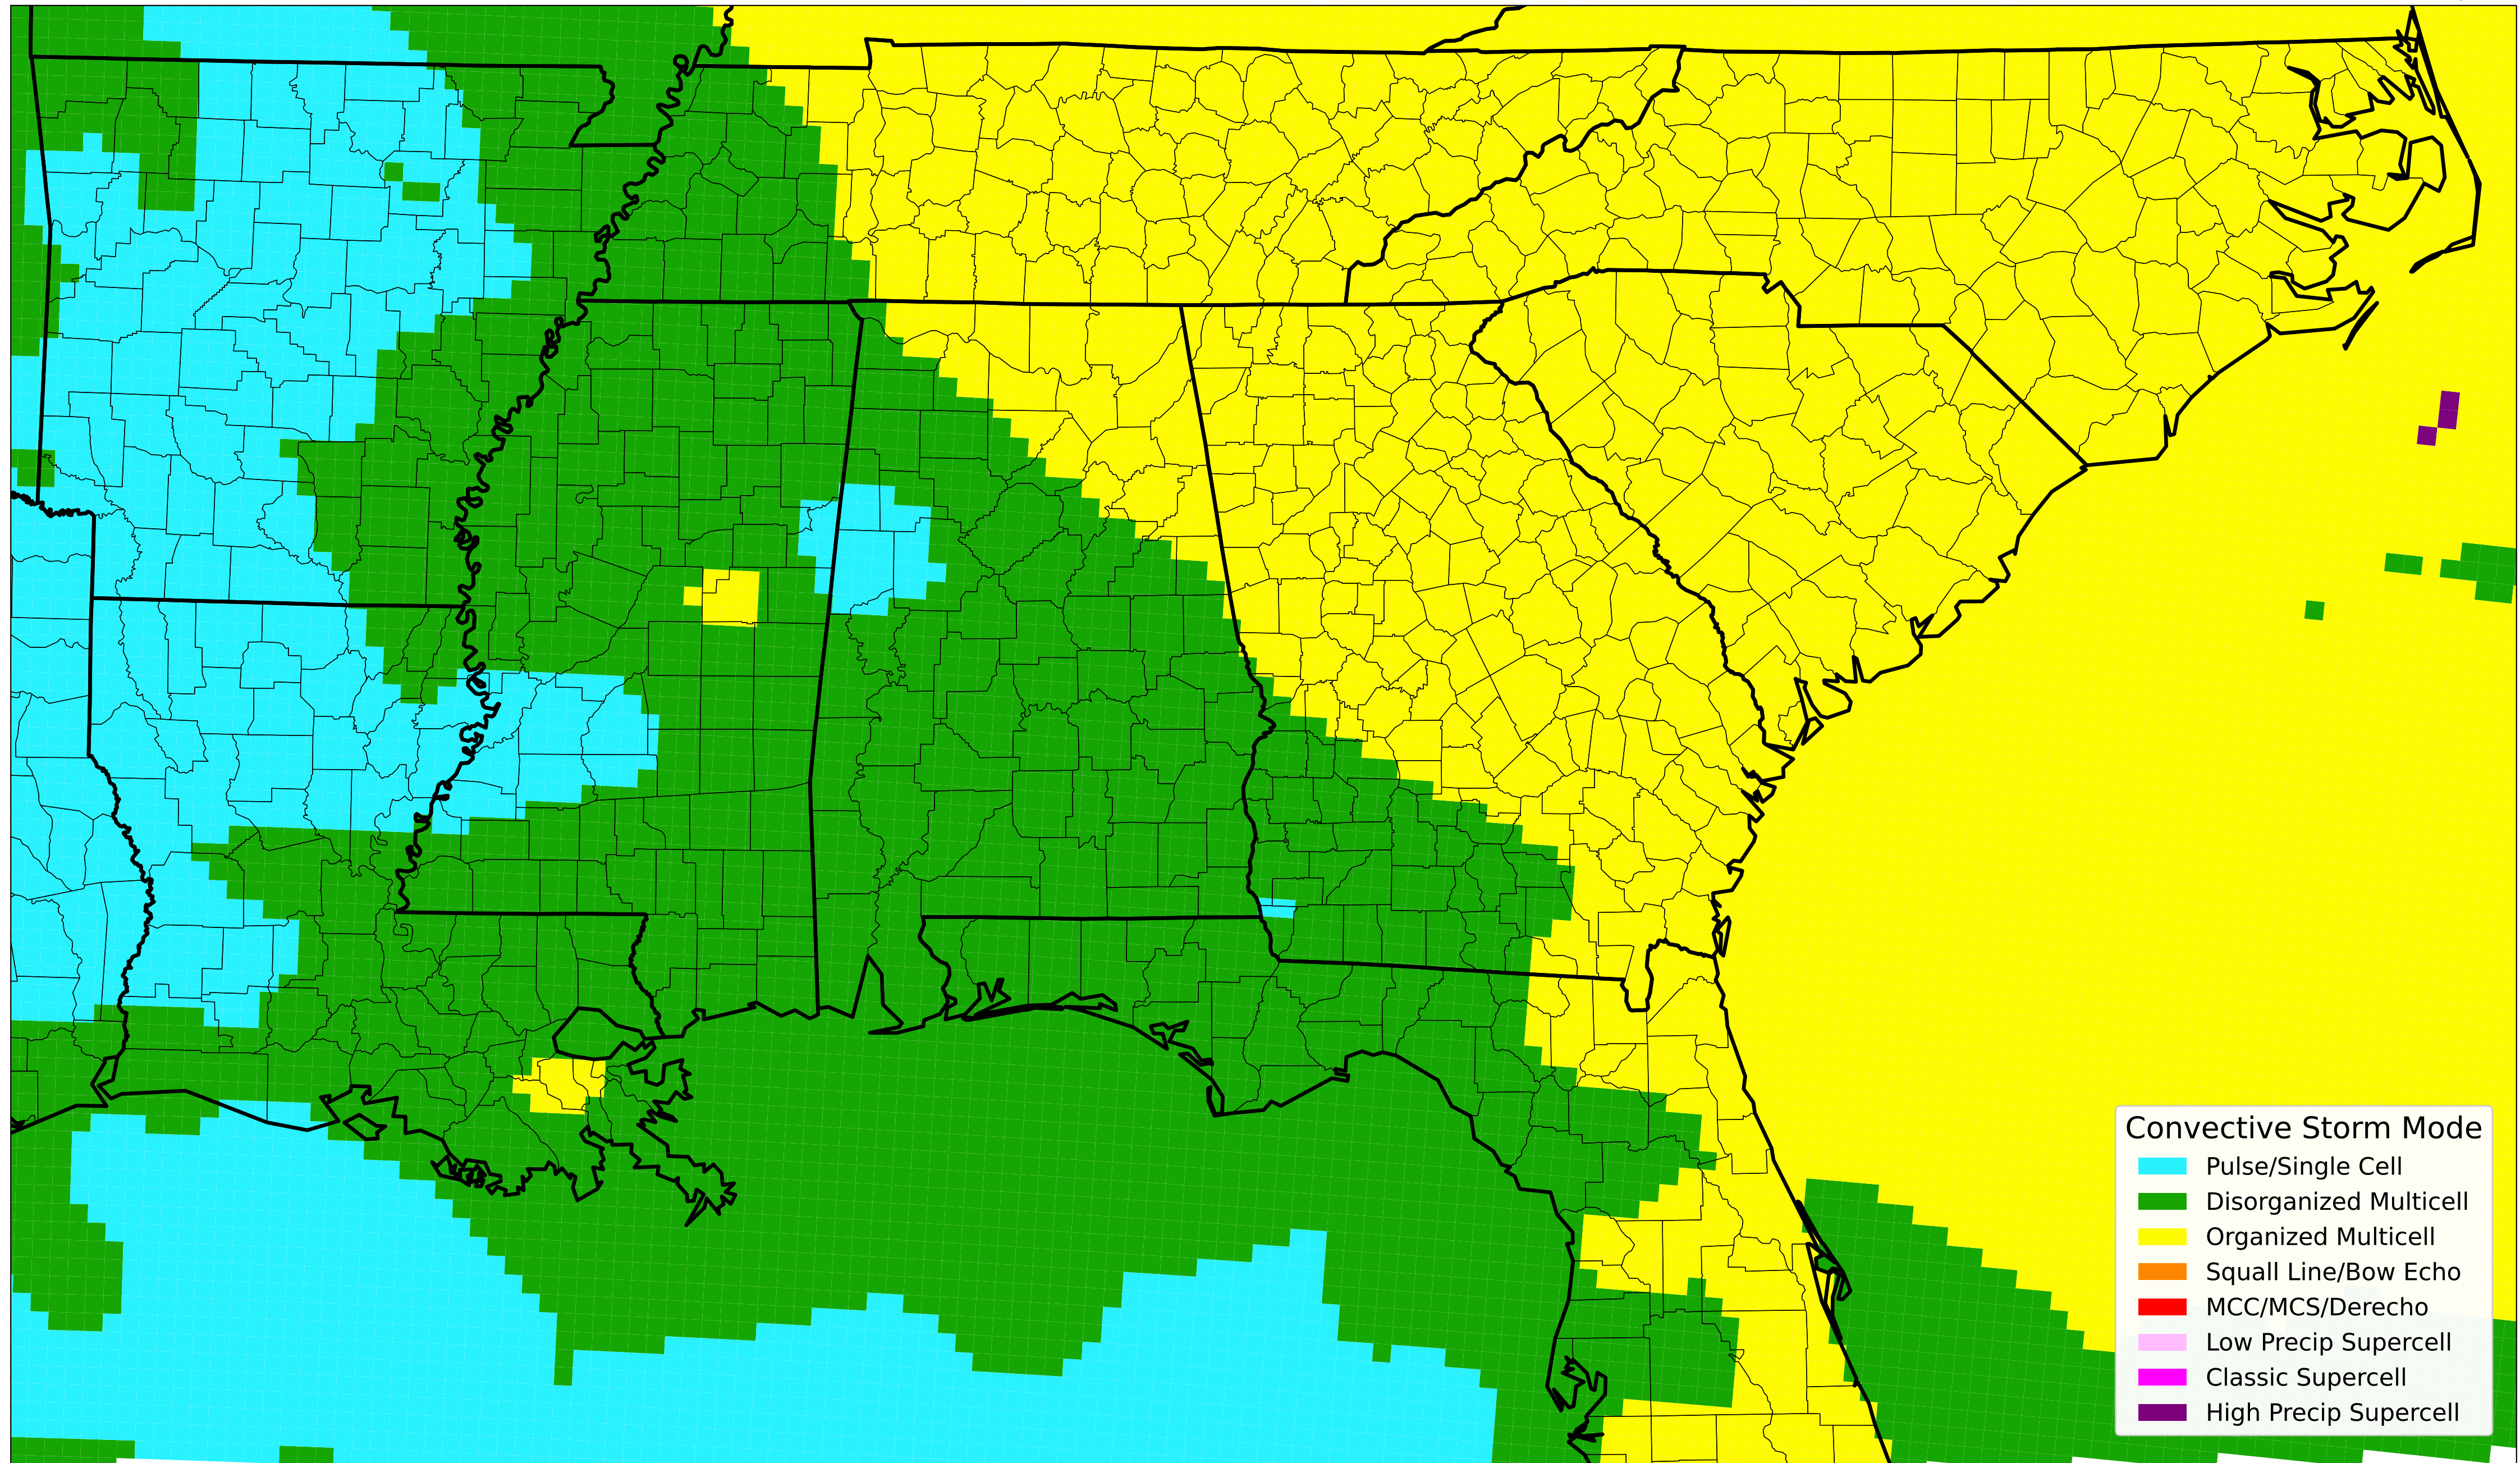 Convective Storm Mode
Pulse/Single Cell
Disorganized Multicell
Organized Multicell
Squall Line/Bow Echo
MCC/MCS/Derecho
Low Precip Supercell
Classic Supercell
High Precip Supercell